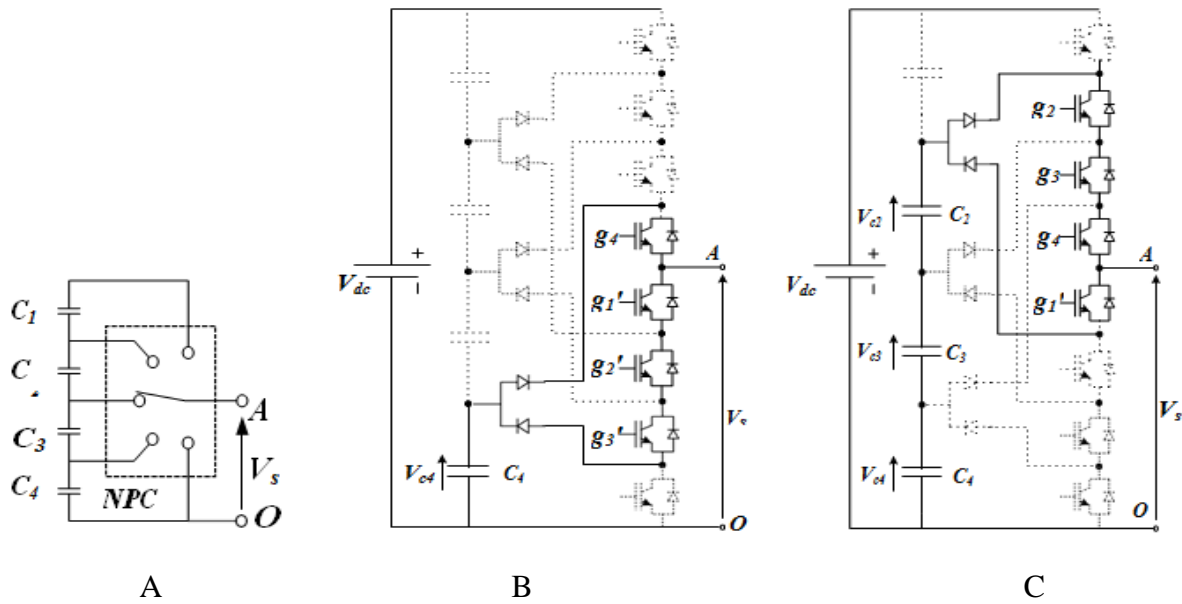 C1
C
C3
C4
NPC
A
Vs
O
A
Vdc
+
-
g4
A
g1'
g2'
g3'
Vc4
C4
Vs
O
B
Vdc
+
-
g2
g3
g4
A
g1'
Vc2
C2
Vc3
C3
Vc4
C4
Vs
O
C